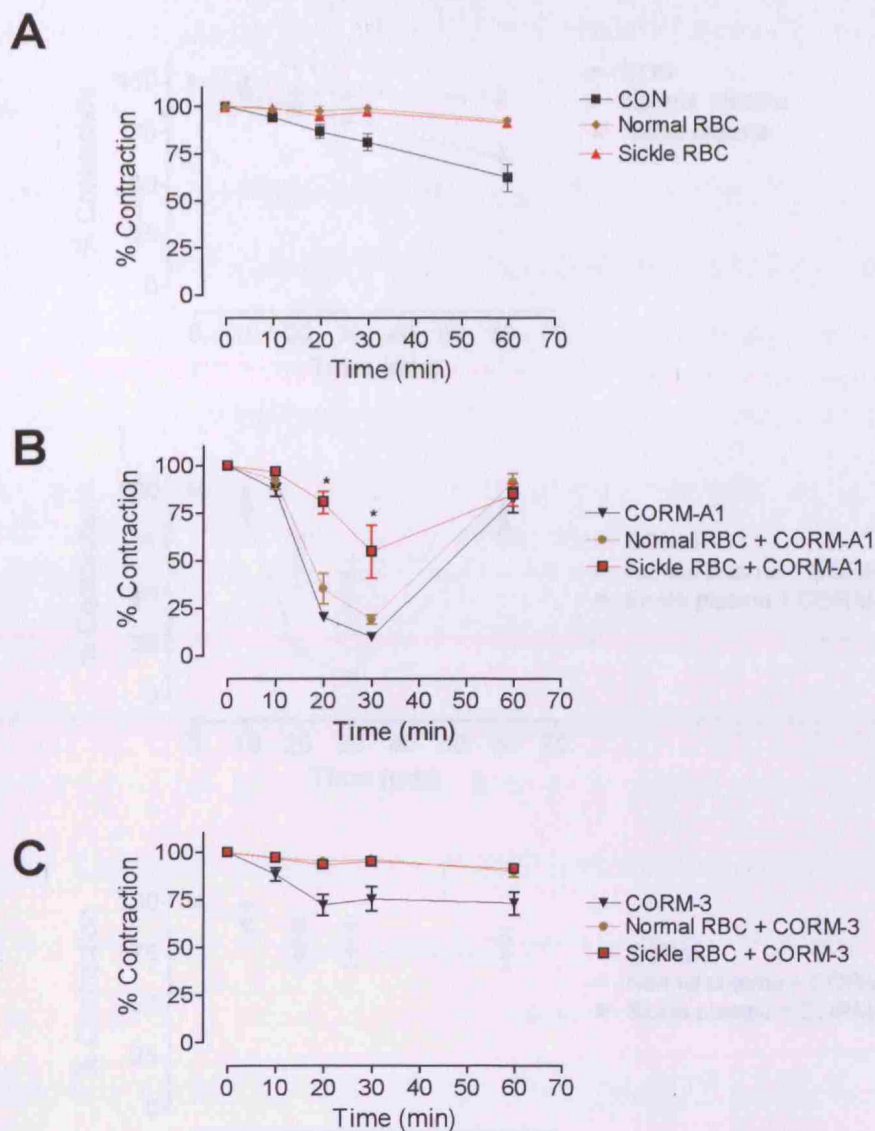 A
% Contraction
100
75
50
25
0
0 10 20 30 40 50 60 70
Time (min)
CON
Normal RBC
Sickle RBC
B
% Contraction
100
75
50
25
0
*
*
0 10 20 30 40 50 60 70
Time (min)
CORM-A1
Normal RBC + CORM-A1
Sickle RBC + CORM-A1
C
% Contraction
100
75
50
25
0
0 10 20 30 40 50 60 70
Time (min)
CORM-3
Normal RBC + CORM-3
Sickle RBC + CORM-3